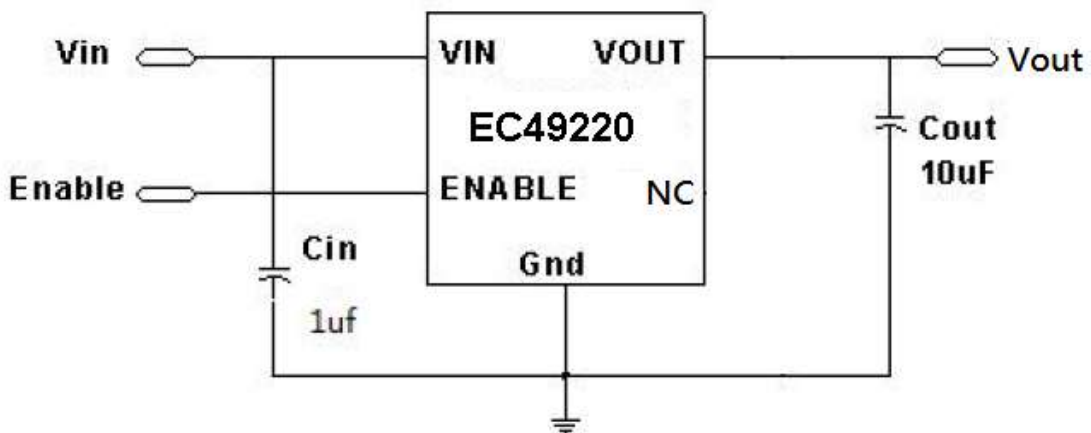 Vin
VIN
VOUT
Vout
EC49220
Cout
10uF
Enable
ENABLE
NC
Cin
Gnd
1uf